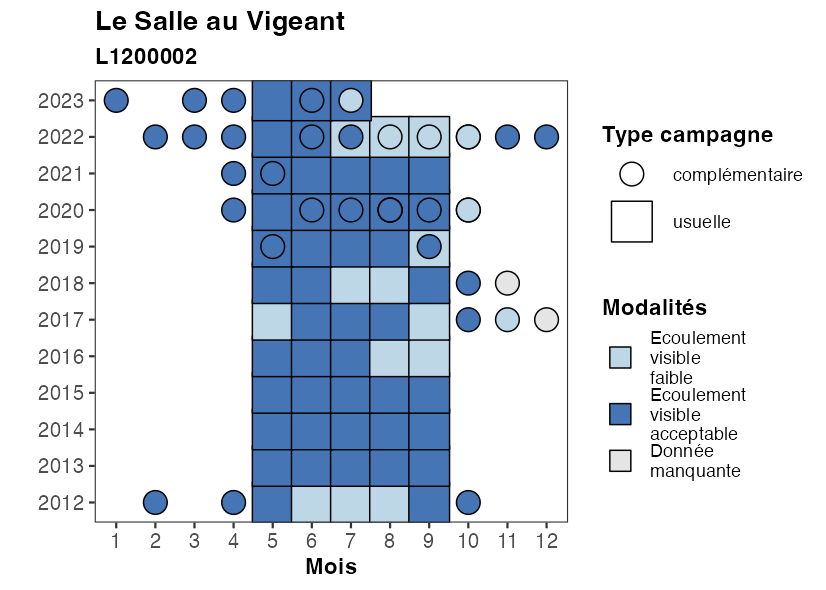 Le Salle au Vigeant
L1200002
2023
2022
2021
2020
2019
2018
2017
2016
2015
2014
2013
2012
1 2 3 4 5 6 7 8 9 10 11 12
Mois
Type campagne
complémentaire
usuelle
Modalités
Ecoulement
visible
faible
Ecoulement
visible
acceptable
Donnée
manquante